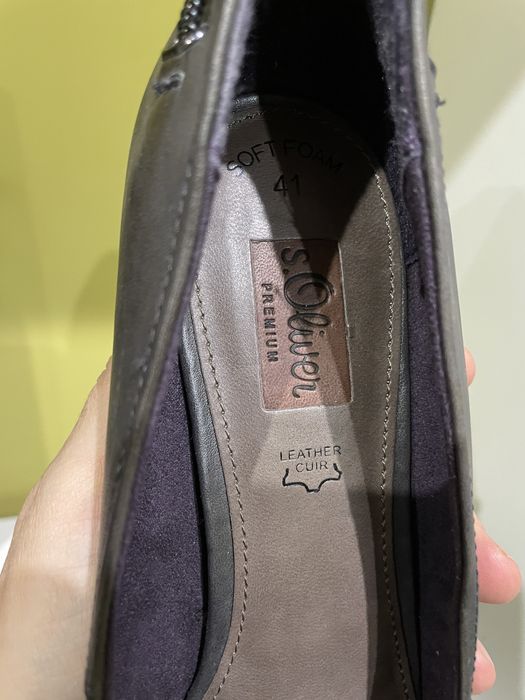 SOFT FOAM
41
s.Oliver
PREMIUM
LEATHER
CUIR